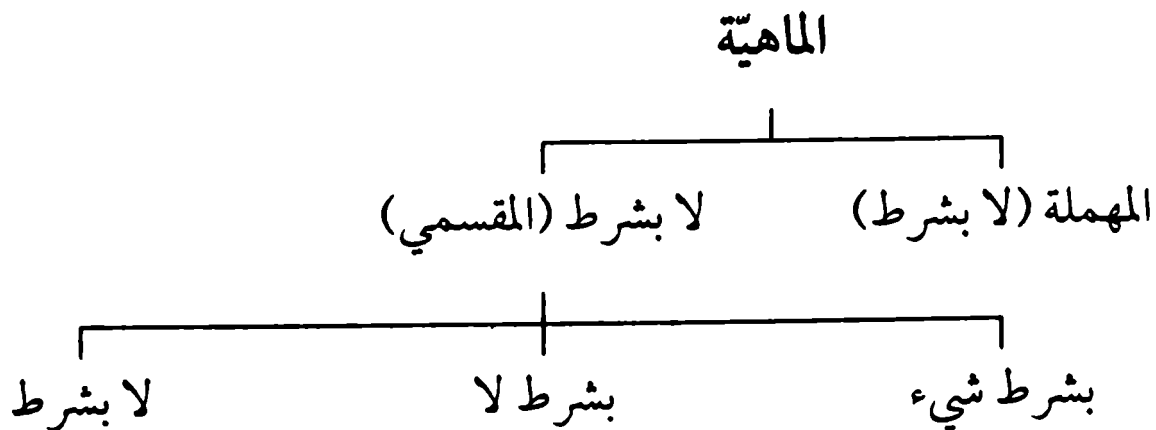 الماهيّة
المهملة (لا بشرط) لا بشرط (المقسمي)
بشرط شيء بشرط لا لا بشرط